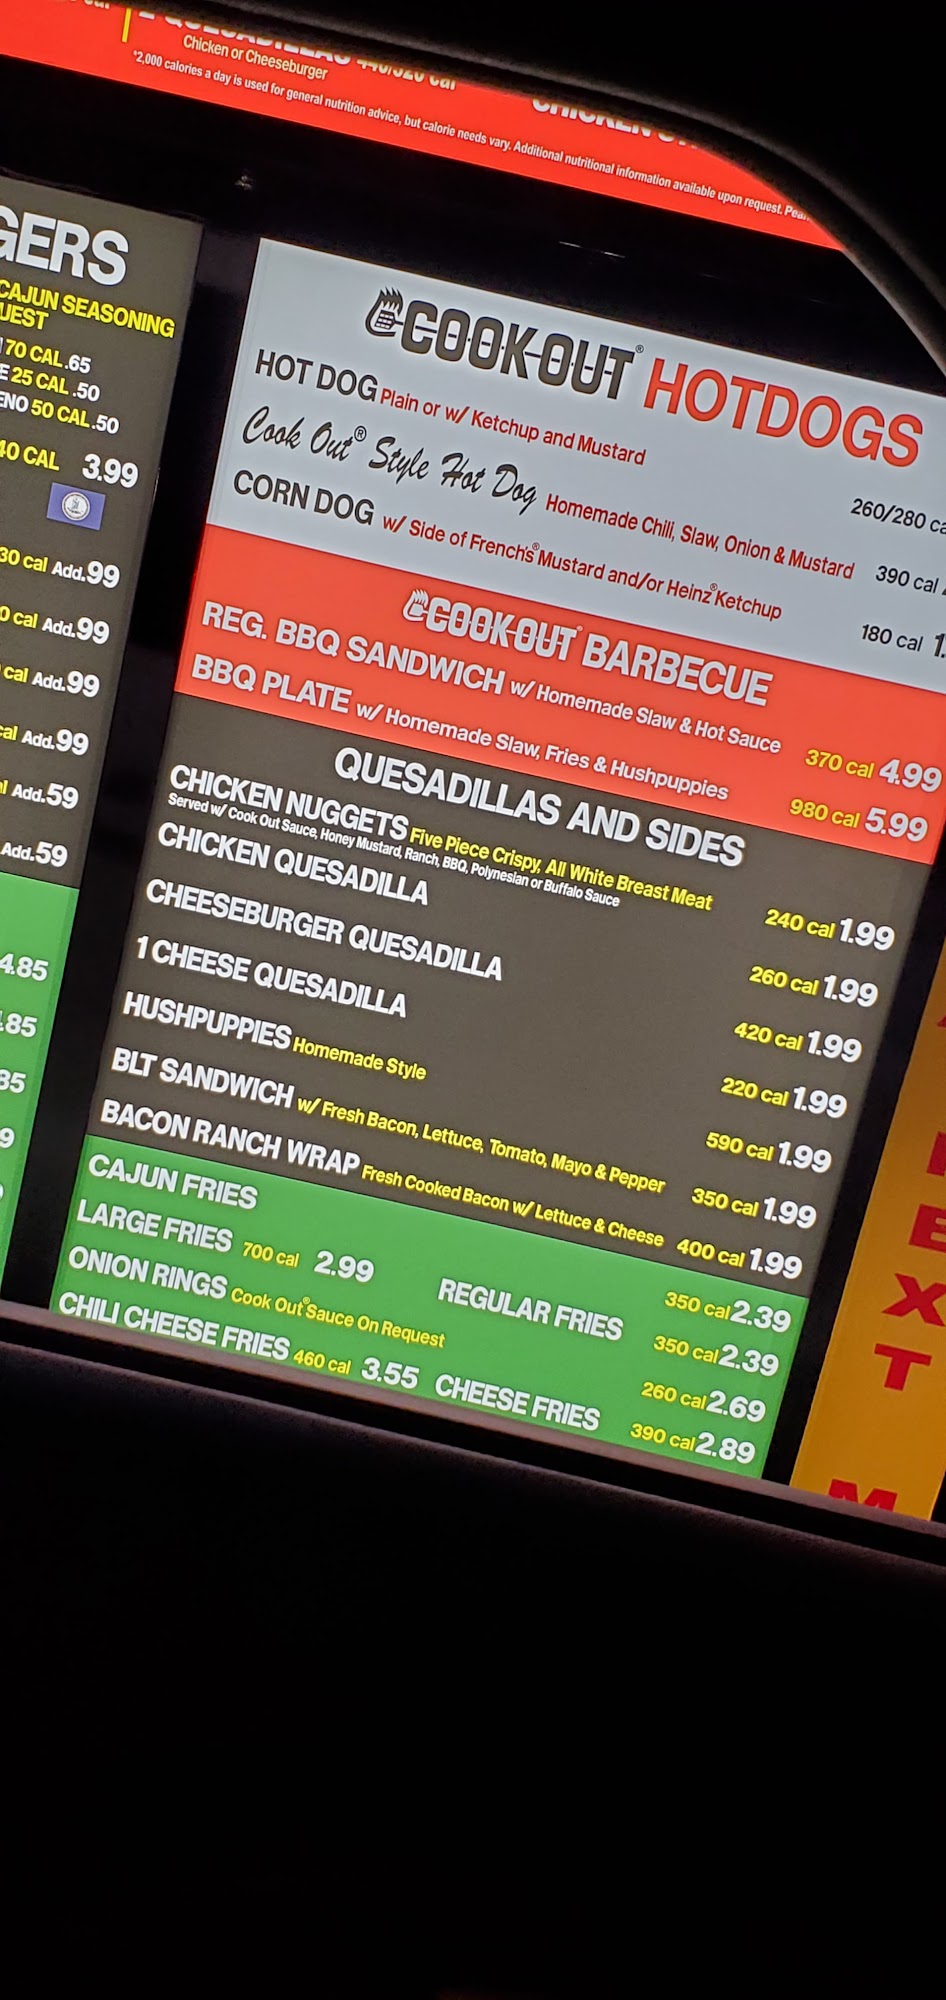 Chicken or Cheeseburger
*2,000 calories a day is used for general nutrition advice, but calorie needs vary. Additional nutritional information available upon request.
GERS
CAJUN SEASONING
UEST
70 CAL .65
25 CAL .50
50 CAL .50
40 CAL 3.99
30 cal Add .99
0 cal Add .99
cal Add .99
cal Add .99
Add .59
Add .59
4.85
.85
COOK-OUT® HOTDOGS
HOT DOG Plain or w/ Ketchup and Mustard 260/280
Cook Out® Style Hot Dog Homemade Chili, Slaw, Onion & Mustard 390 cal
CORN DOG w/ Side of French's® Mustard and/or Heinz® Ketchup 180 cal 1.
COOK-OUT® BARBECUE
REG. BBQ SANDWICH w/ Homemade Slaw & Hot Sauce 370 cal 4.99
BBQ PLATE w/ Homemade Slaw, Fries & Hushpuppies 980 cal 5.99
QUESADILLAS AND SIDES
CHICKEN NUGGETS Five Piece Crispy, All White Breast Meat 240 cal 1.99
Served w/ Cook Out Sauce, Honey Mustard, Ranch, BBQ, Polynesian or Buffalo Sauce
CHICKEN QUESADILLA 260 cal 1.99
CHEESEBURGER QUESADILLA 420 cal 1.99
1 CHEESE QUESADILLA 220 cal 1.99
HUSHPUPPIES Homemade Style 590 cal 1.99
BLT SANDWICH w/ Fresh Bacon, Lettuce, Tomato, Mayo & Pepper 350 cal 1.99
BACON RANCH WRAP Fresh Cooked Bacon w/ Lettuce & Cheese 400 cal 1.99
CAJUN FRIES 350 cal 2.39
LARGE FRIES 700 cal 2.99 REGULAR FRIES 350 cal 2.39
ONION RINGS Cook Out® Sauce On Request 260 cal 2.69
CHILI CHEESE FRIES 460 cal 3.55 CHEESE FRIES 390 cal 2.89
E
X
T
M